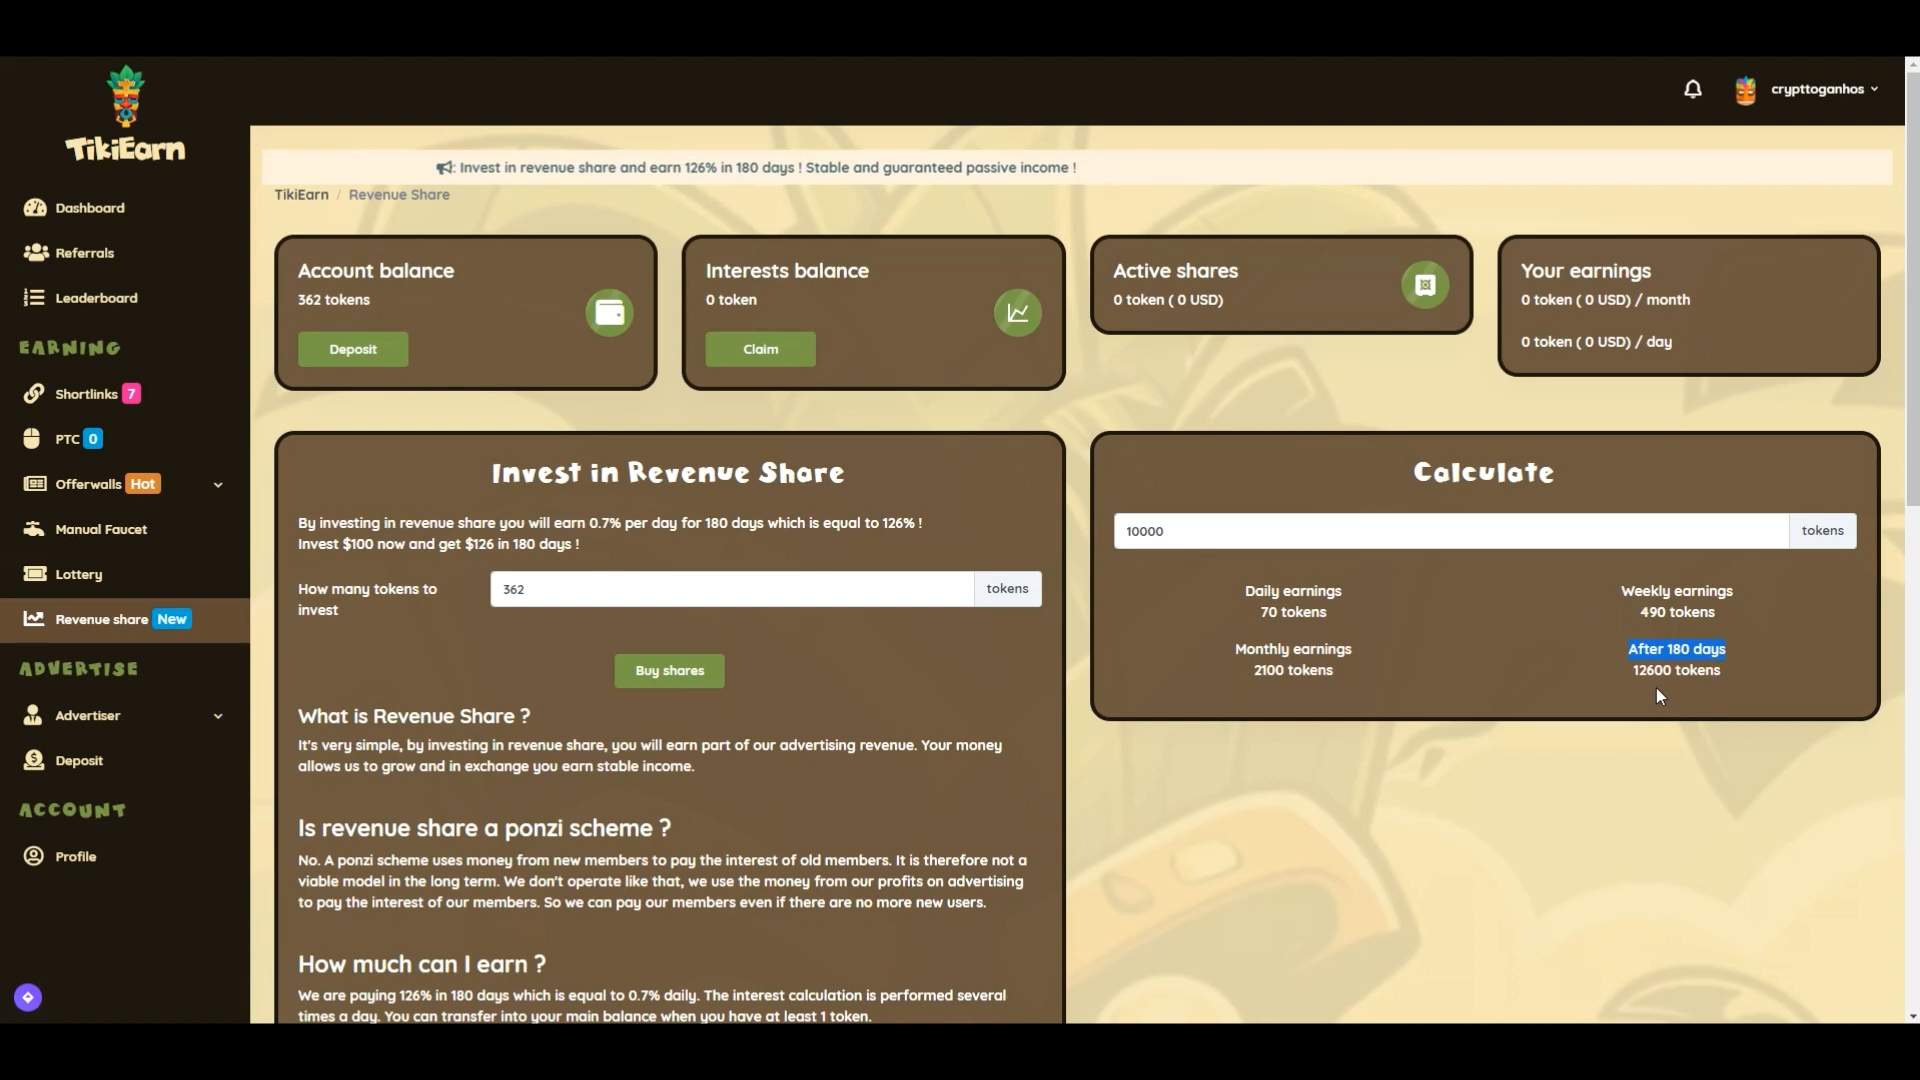 TikiEarn
crypttoganhos
Dashboard
Referrals
Leaderboard
EARNING
Shortlinks 7
PTC 0
Offerwalls Hot
Manual Faucet
Lottery
Revenue share New
ADVERTISE
Advertiser
Deposit
ACCOUNT
Profile
: Invest in revenue share and earn 126% in 180 days ! Stable and guaranteed passive income !
TikiEarn / Revenue Share
Account balance
362 tokens
Deposit
Interests balance
0 token
Claim
Active shares
0 token ( 0 USD)
Your earnings
0 token ( 0 USD) / month
0 token ( 0 USD) / day
Invest in Revenue Share
By investing in revenue share you will earn 0.7% per day for 180 days which is equal to 126% !
Invest $100 now and get $126 in 180 days !
How many tokens to
invest
362 tokens
Buy shares
What is Revenue Share ?
It's very simple, by investing in revenue share, you will earn part of our advertising revenue. Your money
allows us to grow and in exchange you earn stable income.
Is revenue share a ponzi scheme ?
No. A ponzi scheme uses money from new members to pay the interest of old members. It is therefore not a
viable model in the long term. We don't operate like that, we use the money from our profits on advertising
to pay the interest of our members. So we can pay our members even if there are no more new users.
How much can I earn ?
We are paying 126% in 180 days which is equal to 0.7% daily. The interest calculation is performed several
times a day. You can transfer into your main balance when you have at least 1 token.
Calculate
10000 tokens
Daily earnings
70 tokens
Weekly earnings
490 tokens
Monthly earnings
2100 tokens
After 180 days
12600 tokens